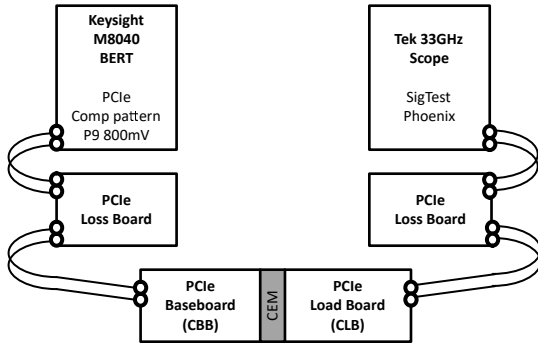 Keysight
M8040
BERT
PCIe
Comp pattern
P9 800mV
Tek 33GHz
Scope
SigTest
Phoenix
PCIe
Loss Board
PCIe
Loss Board
PCIe
Baseboard
(CBB)
CEM
PCIe
Load Board
(CLB)